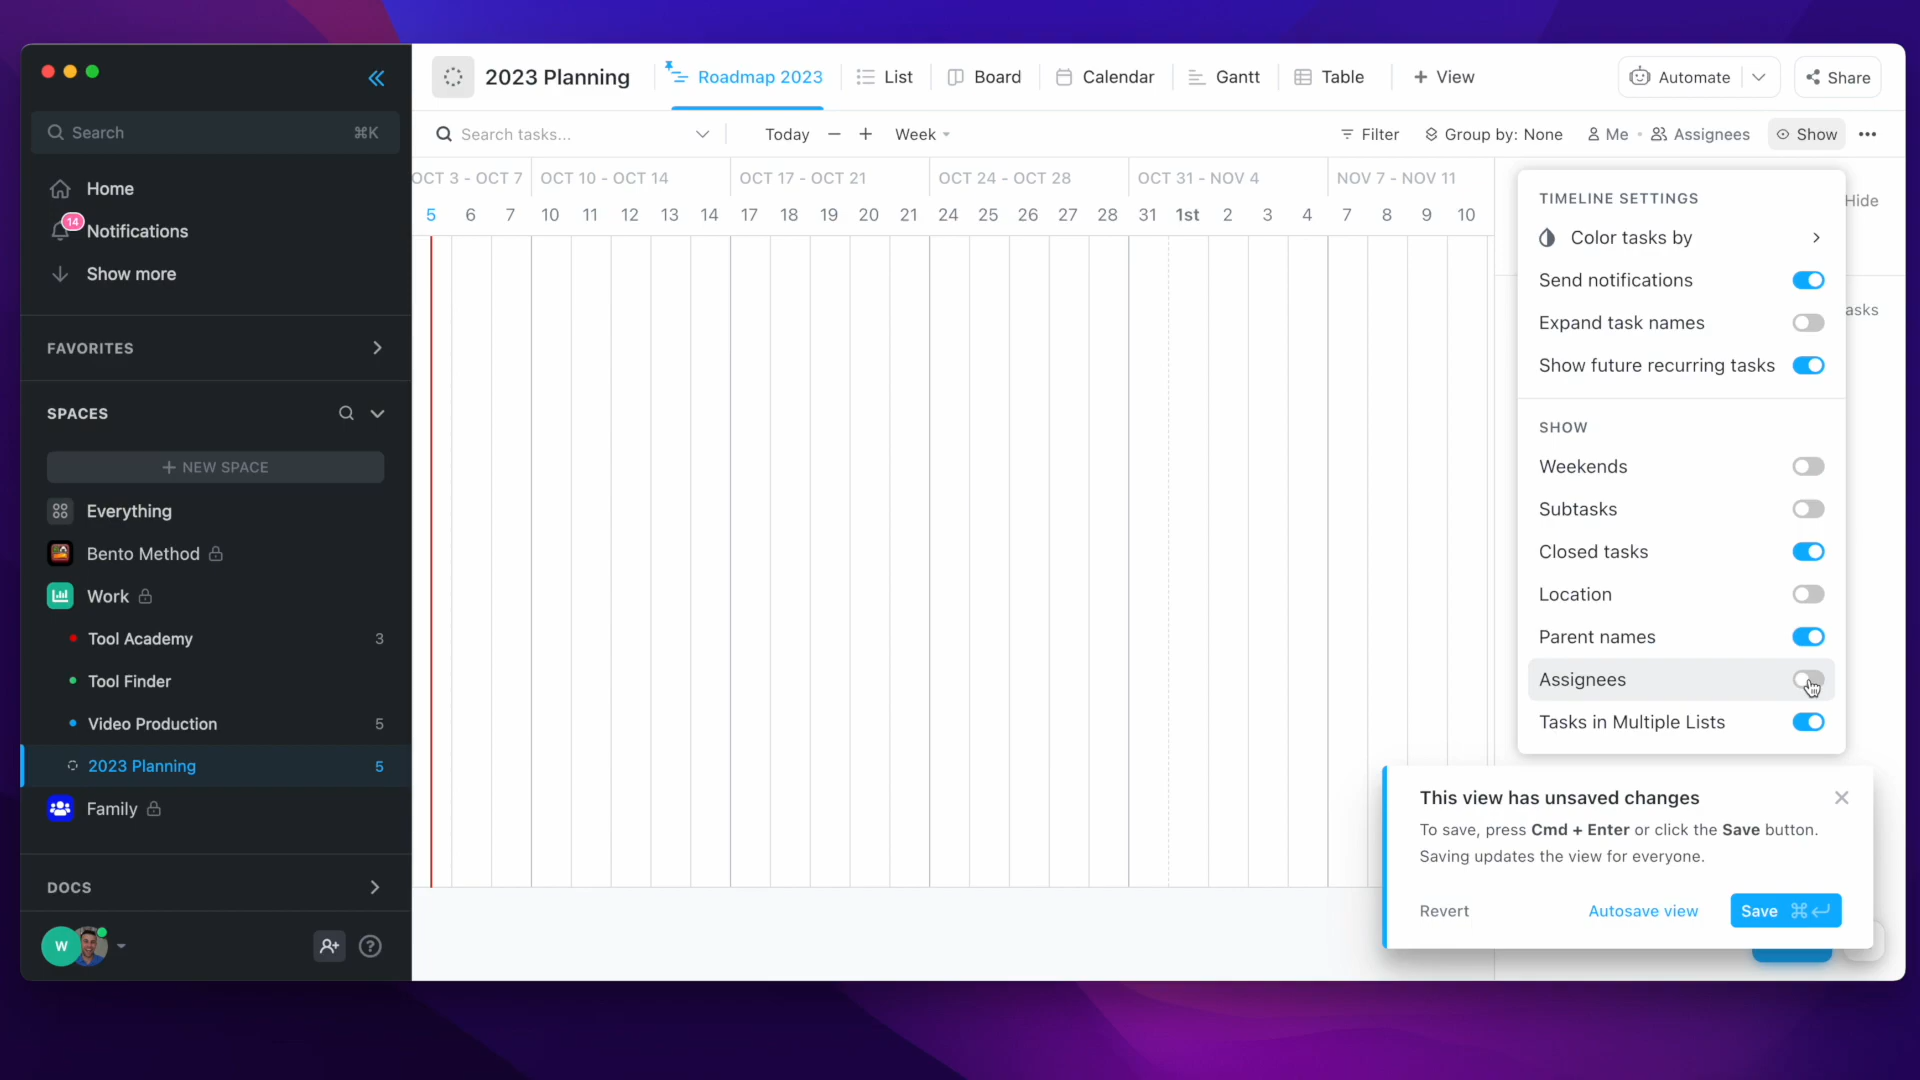 2023 Planning
Roadmap 2023
List
Board
Calendar
Gantt
Table
+ View
Automate
Share
Search
⌘K
Search tasks...
Today
Week
Filter
Group by: None
Me
Assignees
Show
Home
14
Notifications
Show more
OCT 3 - OCT 7
OCT 10 - OCT 14
OCT 17 - OCT 21
OCT 24 - OCT 28
OCT 31 - NOV 4
NOV 7 - NOV 11
5 6 7 10 11 12 13 14 17 18 19 20 21 24 25 26 27 28 31 1st 2 3 4 7 8 9 10
Hide
TIMELINE SETTINGS
Color tasks by
Send notifications
Expand task names
Show future recurring tasks
SHOW
Weekends
Subtasks
Closed tasks
Location
Parent names
Assignees
Tasks in Multiple Lists
FAVORITES
SPACES
+ NEW SPACE
Everything
Bento Method
Work
Tool Academy 3
Tool Finder
Video Production 5
2023 Planning 5
Family
DOCS
W
This view has unsaved changes
To save, press Cmd + Enter or click the Save button.
Saving updates the view for everyone.
Revert
Autosave view
Save ⌘↵